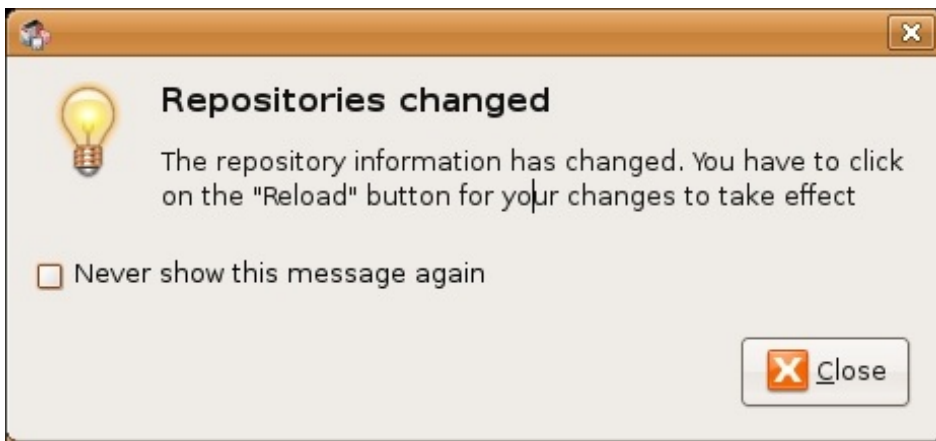 Repositories changed
The repository information has changed. You have to click
on the "Reload" button for your changes to take effect
Never show this message again
Close